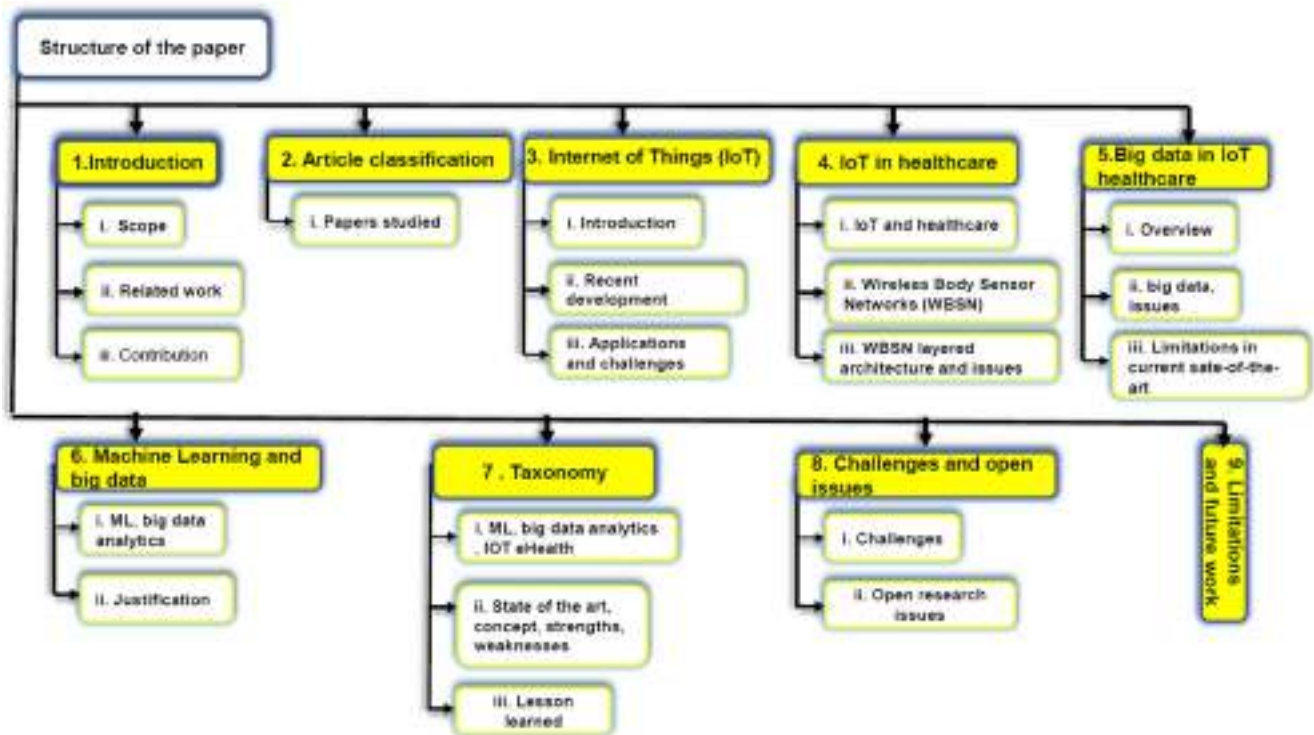 Structure of the paper
1.Introduction
i. Scope
ii. Related work
iii. Contribution
2. Article classification
i. Papers studied
3. Internet of Things (IoT)
i. Introduction
ii. Recent
development
iii. Applications
and challenges
4. IoT in healthcare
i. IoT and healthcare
ii. Wireless Body Sensor
Networks (WBSN)
iii. WBSN layered
architecture and issues
5.Big data in IoT
healthcare
i. Overview
ii. big data,
issues
iii. Limitations in
current sate-of-the-
art
6. Machine Learning and
big data
i. ML, big data
analytics
ii. Justification
7 . Taxonomy
i. ML, big data analytics
, IOT eHealth
ii. State of the art,
concept, strengths,
weaknesses
iii. Lesson
learned
8. Challenges and open
issues
i. Challenges
ii. Open research
issues
9. Limitations
and future work